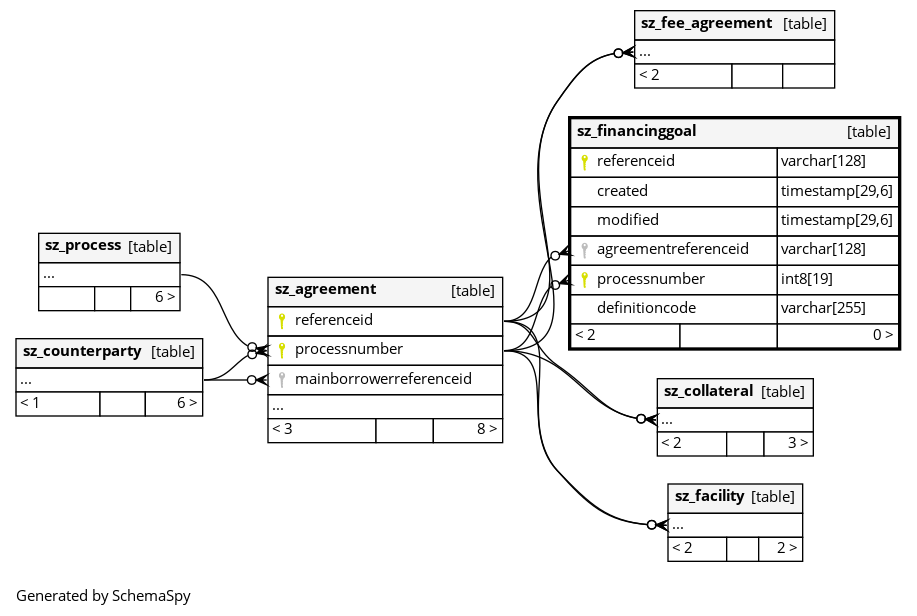 sz_fee_agreement [table]
...
< 2
sz_financinggoal [table]
referenceid varchar[128]
created timestamp[29,6]
modified timestamp[29,6]
agreementreferenceid varchar[128]
processnumber int8[19]
definitioncode varchar[255]
< 2 0 >
sz_process [table]
...
6 >
sz_counterparty [table]
...
< 1 6 >
sz_agreement [table]
referenceid
processnumber
mainborrowerreferenceid
...
< 3 8 >
sz_collateral [table]
...
< 2 3 >
sz_facility [table]
...
< 2 2 >
Generated by SchemaSpy